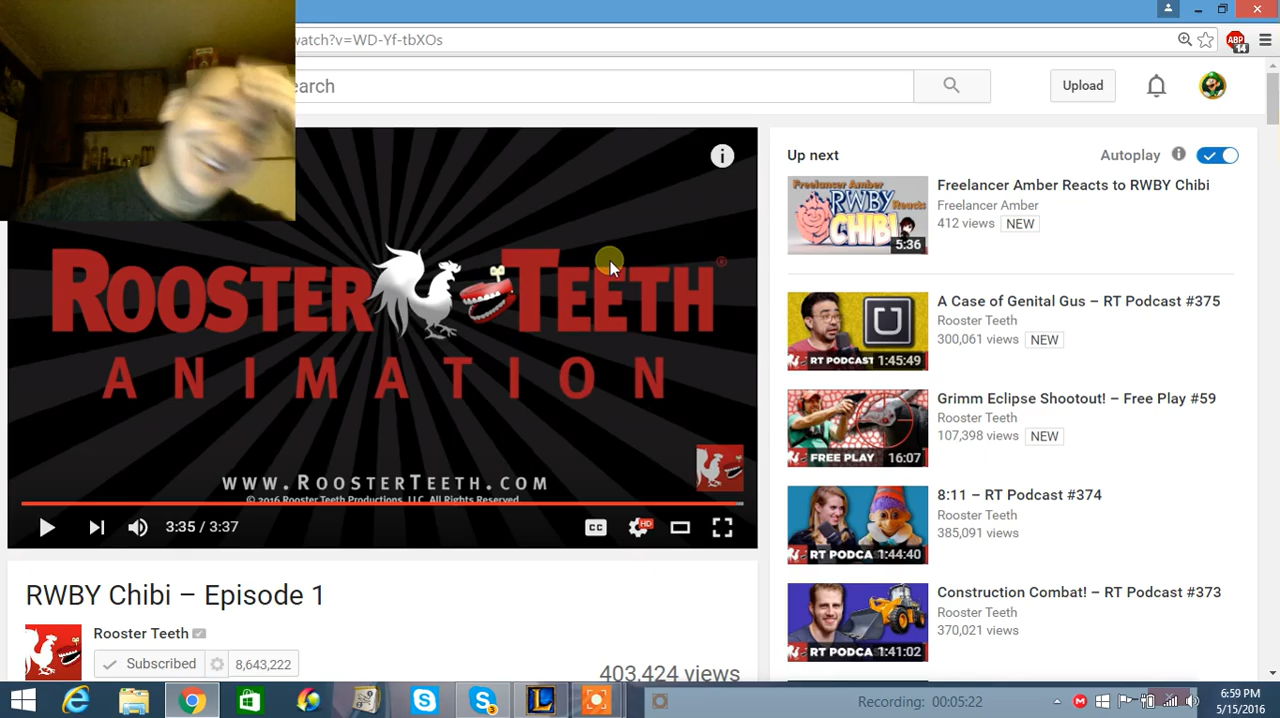 watch?v=WD-Yf-tbXOs
ABP
14
earch
Upload
ROOSTER TEETH®
ANIMATION
WWW.ROOSTERTEETH.COM
© 2016 Rooster Teeth Productions, LLC. All Rights Reserved
3:35 / 3:37
CC
HD
RWBY Chibi – Episode 1
Rooster Teeth
Subscribed
8,643,222
403,424 views
Up next
Autoplay
Freelancer Amber Reacts
RWBY
CHIBI
5:36
Freelancer Amber Reacts to RWBY Chibi
Freelancer Amber
412 views NEW
RT PODCAST 1:45:49
A Case of Genital Gus – RT Podcast #375
Rooster Teeth
300,061 views NEW
FREE PLAY 16:07
Grimm Eclipse Shootout! – Free Play #59
Rooster Teeth
107,398 views NEW
RT PODCA 1:44:40
8:11 – RT Podcast #374
Rooster Teeth
385,091 views
RT PODCA 1:41:02
Construction Combat! – RT Podcast #373
Rooster Teeth
370,021 views
Recording: 00:05:22
6:59 PM
5/15/2016